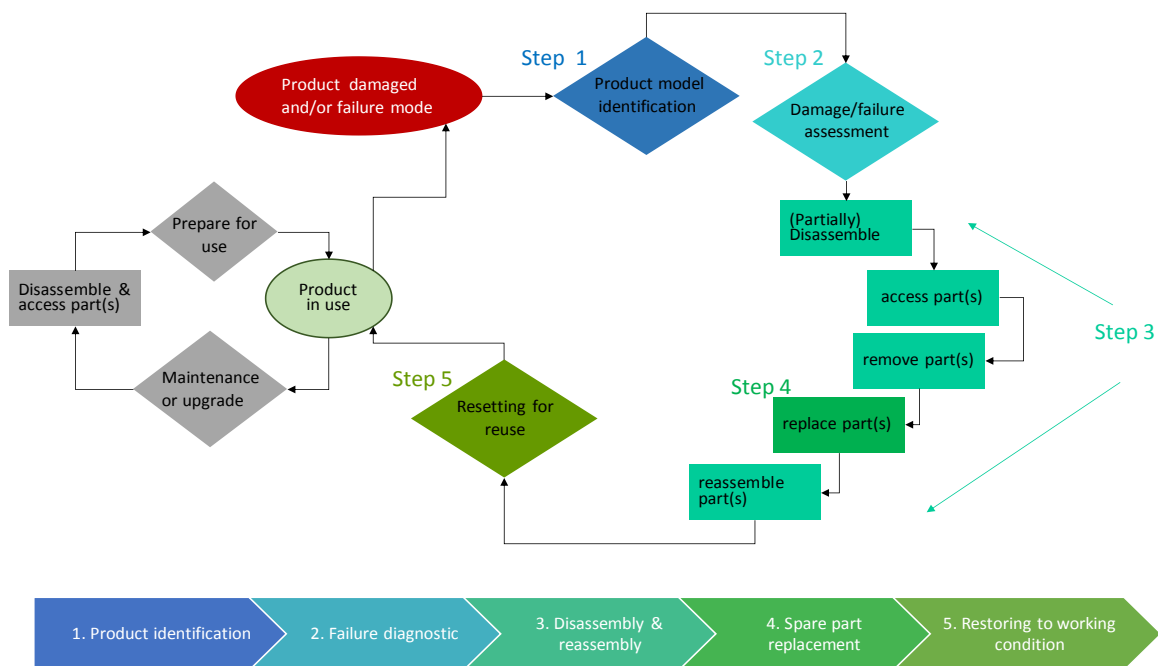 Step 1
Step 2
Product damaged
and/or failure mode
Product model
identification
Damage/failure
assessment
Prepare for
use
(Partially)
Disassemble
Disassemble &
access part(s)
Product
in use
access part(s)
Step 3
remove part(s)
Maintenance
or upgrade
Step 5
Step 4
Resetting for
reuse
replace part(s)
reassemble
part(s)
1. Product identification
2. Failure diagnostic
3. Disassembly &
reassembly
4. Spare part
replacement
5. Restoring to working
condition